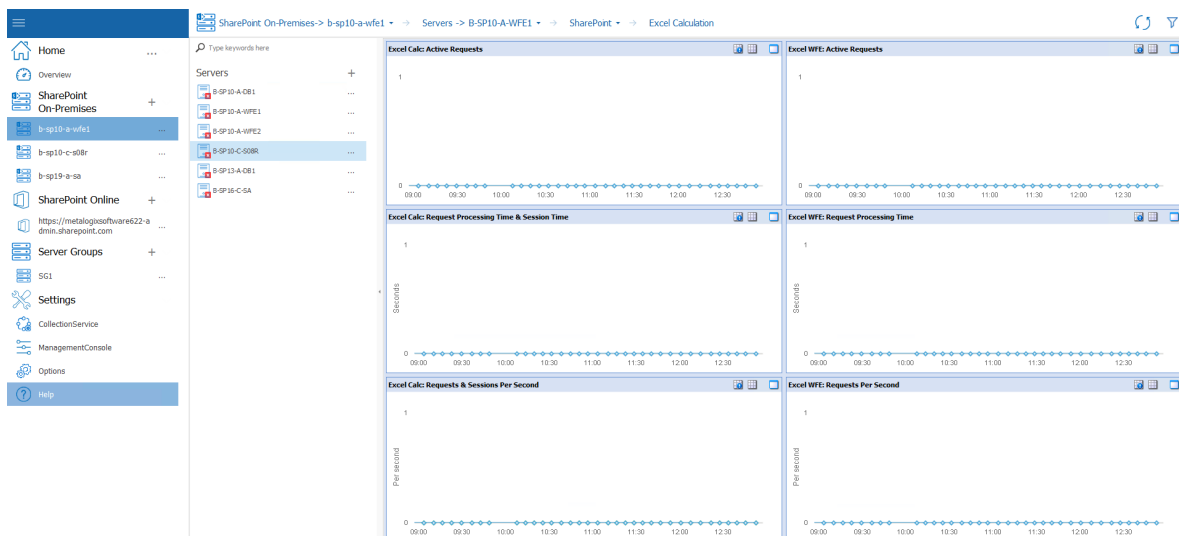 SharePoint On-Premises-> b-sp10-a-wfe1 → Servers -> B-SP10-A-WFE1 → SharePoint → Excel Calculation
Home ...
Overview
SharePoint
On-Premises +
b-sp10-a-wfe1 ...
b-sp10-c-s08r ...
b-sp19-a-sa ...
SharePoint Online +
https://metalogixsoftware622-a
dmin.sharepoint.com ...
Server Groups +
SG1 ...
Settings
CollectionService
ManagementConsole
Options
Help
Type keywords here
Servers +
B-SP10-A-DB1 ...
B-SP10-A-WFE1 ...
B-SP10-A-WFE2 ...
B-SP10-C-S08R ...
B-SP13-A-DB1 ...
B-SP16-C-SA ...
Excel Calc: Active Requests
1
0
09:00 09:30 10:00 10:30 11:00 11:30 12:00 12:30
Excel WFE: Active Requests
1
0
09:00 09:30 10:00 10:30 11:00 11:30 12:00 12:30
Excel Calc: Request Processing Time & Session Time
1
Seconds
0
09:00 09:30 10:00 10:30 11:00 11:30 12:00 12:30
Excel WFE: Request Processing Time
1
Seconds
0
09:00 09:30 10:00 10:30 11:00 11:30 12:00 12:30
Excel Calc: Requests & Sessions Per Second
1
Per second
0
09:00 09:30 10:00 10:30 11:00 11:30 12:00 12:30
Excel WFE: Requests Per Second
1
Per second
0
09:00 09:30 10:00 10:30 11:00 11:30 12:00 12:30